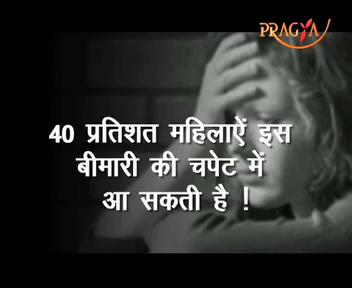 PRAGYA
40 प्रतिशत महिलाऐं इस
बीमारी की चपेट में
आ सकती है !